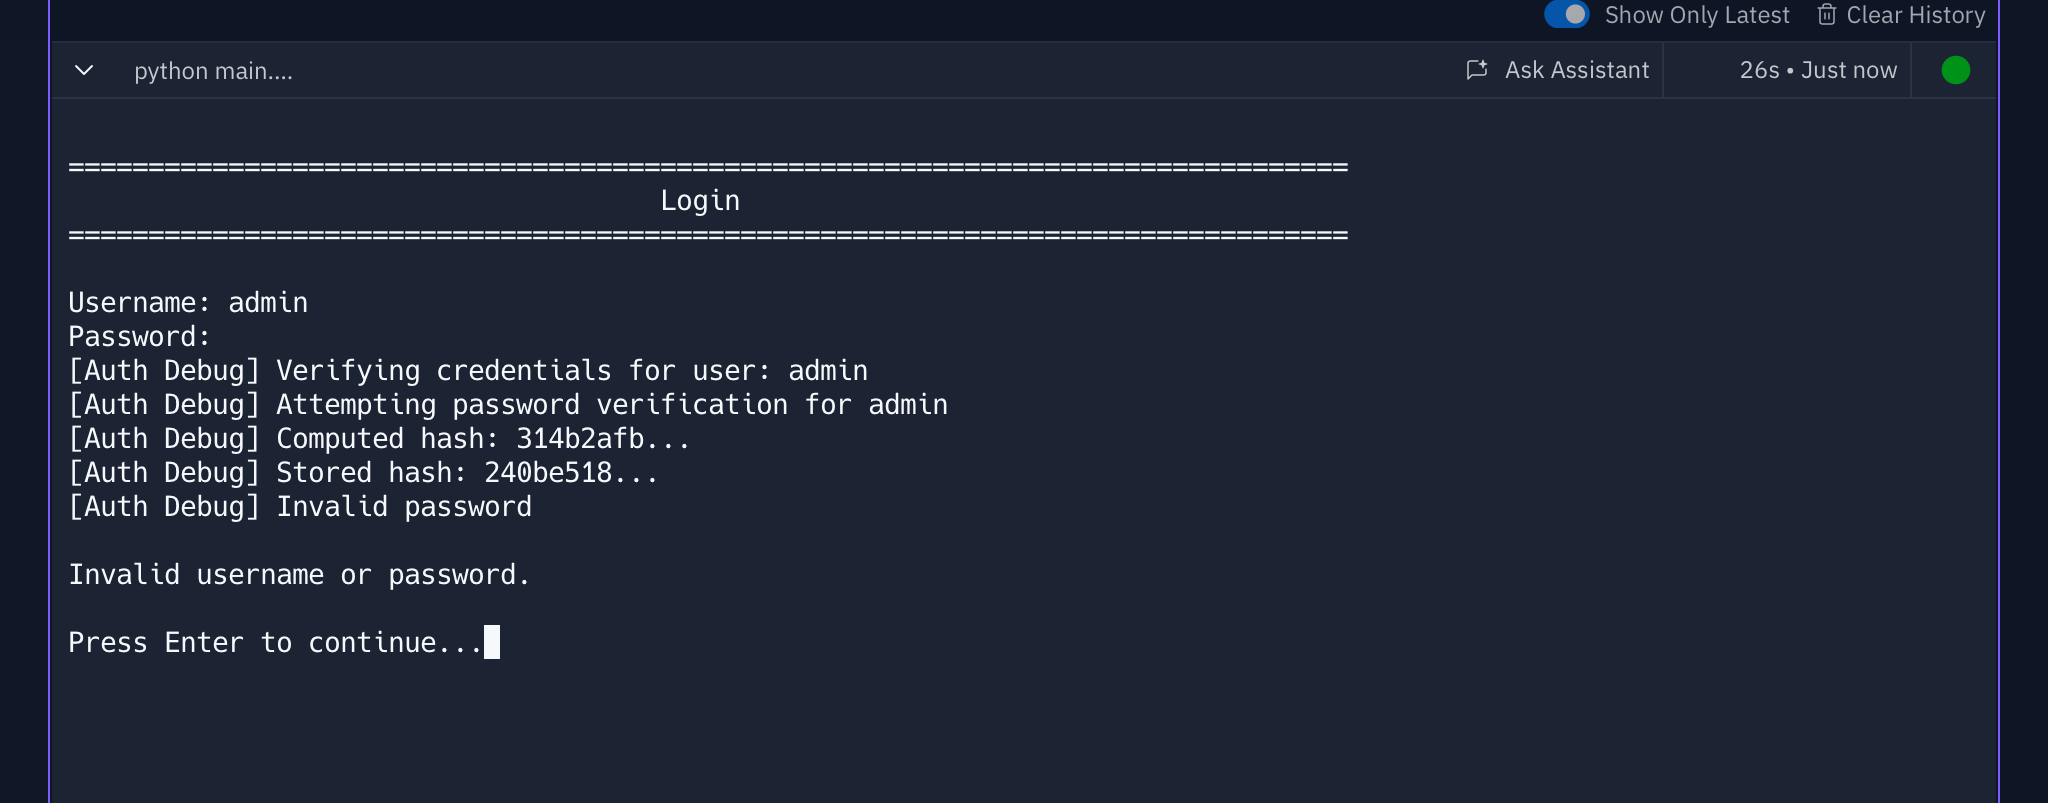 Show Only Latest Clear History
python main.... Ask Assistant 26s • Just now
================================================================================
Login
================================================================================
Username: admin
Password:
[Auth Debug] Verifying credentials for user: admin
[Auth Debug] Attempting password verification for admin
[Auth Debug] Computed hash: 314b2afb...
[Auth Debug] Stored hash: 240be518...
[Auth Debug] Invalid password
Invalid username or password.
Press Enter to continue...